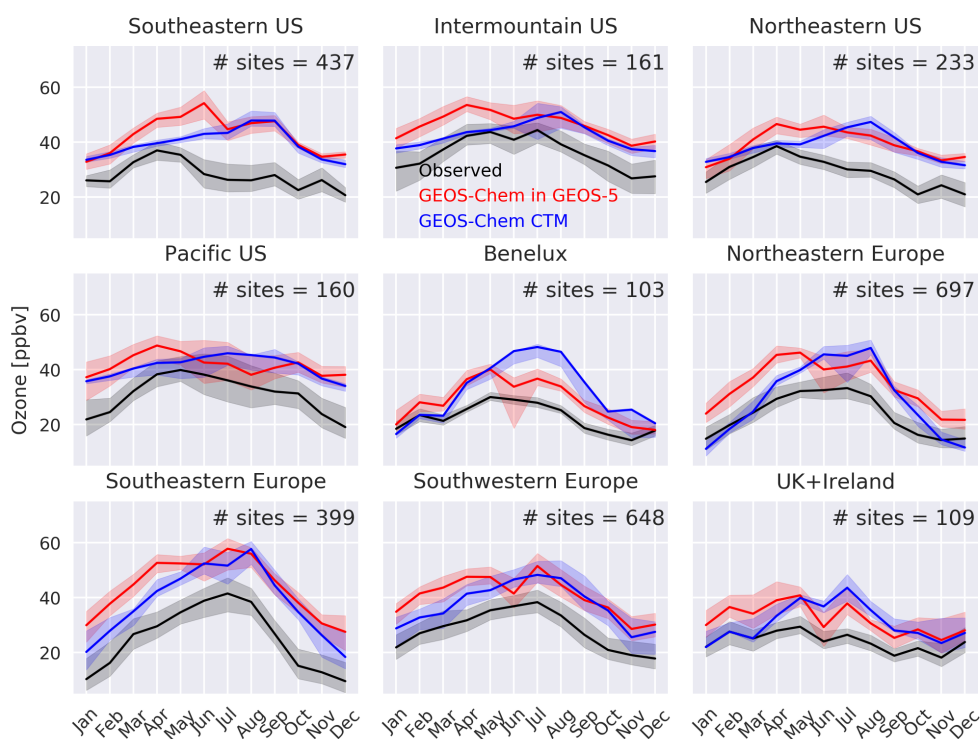 Southeastern US
Intermountain US
Northeastern US
# sites = 437
# sites = 161
# sites = 233
60
40
20
Observed
GEOS-Chem in GEOS-5
GEOS-Chem CTM
Pacific US
Benelux
Northeastern Europe
# sites = 160
# sites = 103
# sites = 697
60
40
20
Ozone [ppbv]
Southeastern Europe
Southwestern Europe
UK+Ireland
# sites = 399
# sites = 648
# sites = 109
60
40
20
Jan Feb Mar Apr May Jun Jul Aug Sep Oct Nov Dec
Jan Feb Mar Apr May Jun Jul Aug Sep Oct Nov Dec
Jan Feb Mar Apr May Jun Jul Aug Sep Oct Nov Dec